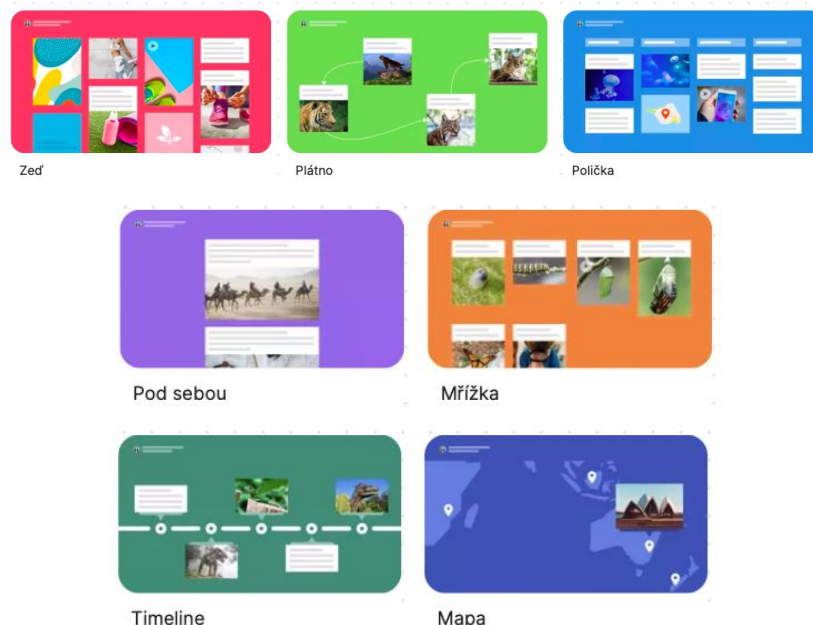 Zeď
Plátno
Polička
Pod sebou
Mřížka
Timeline
Mapa